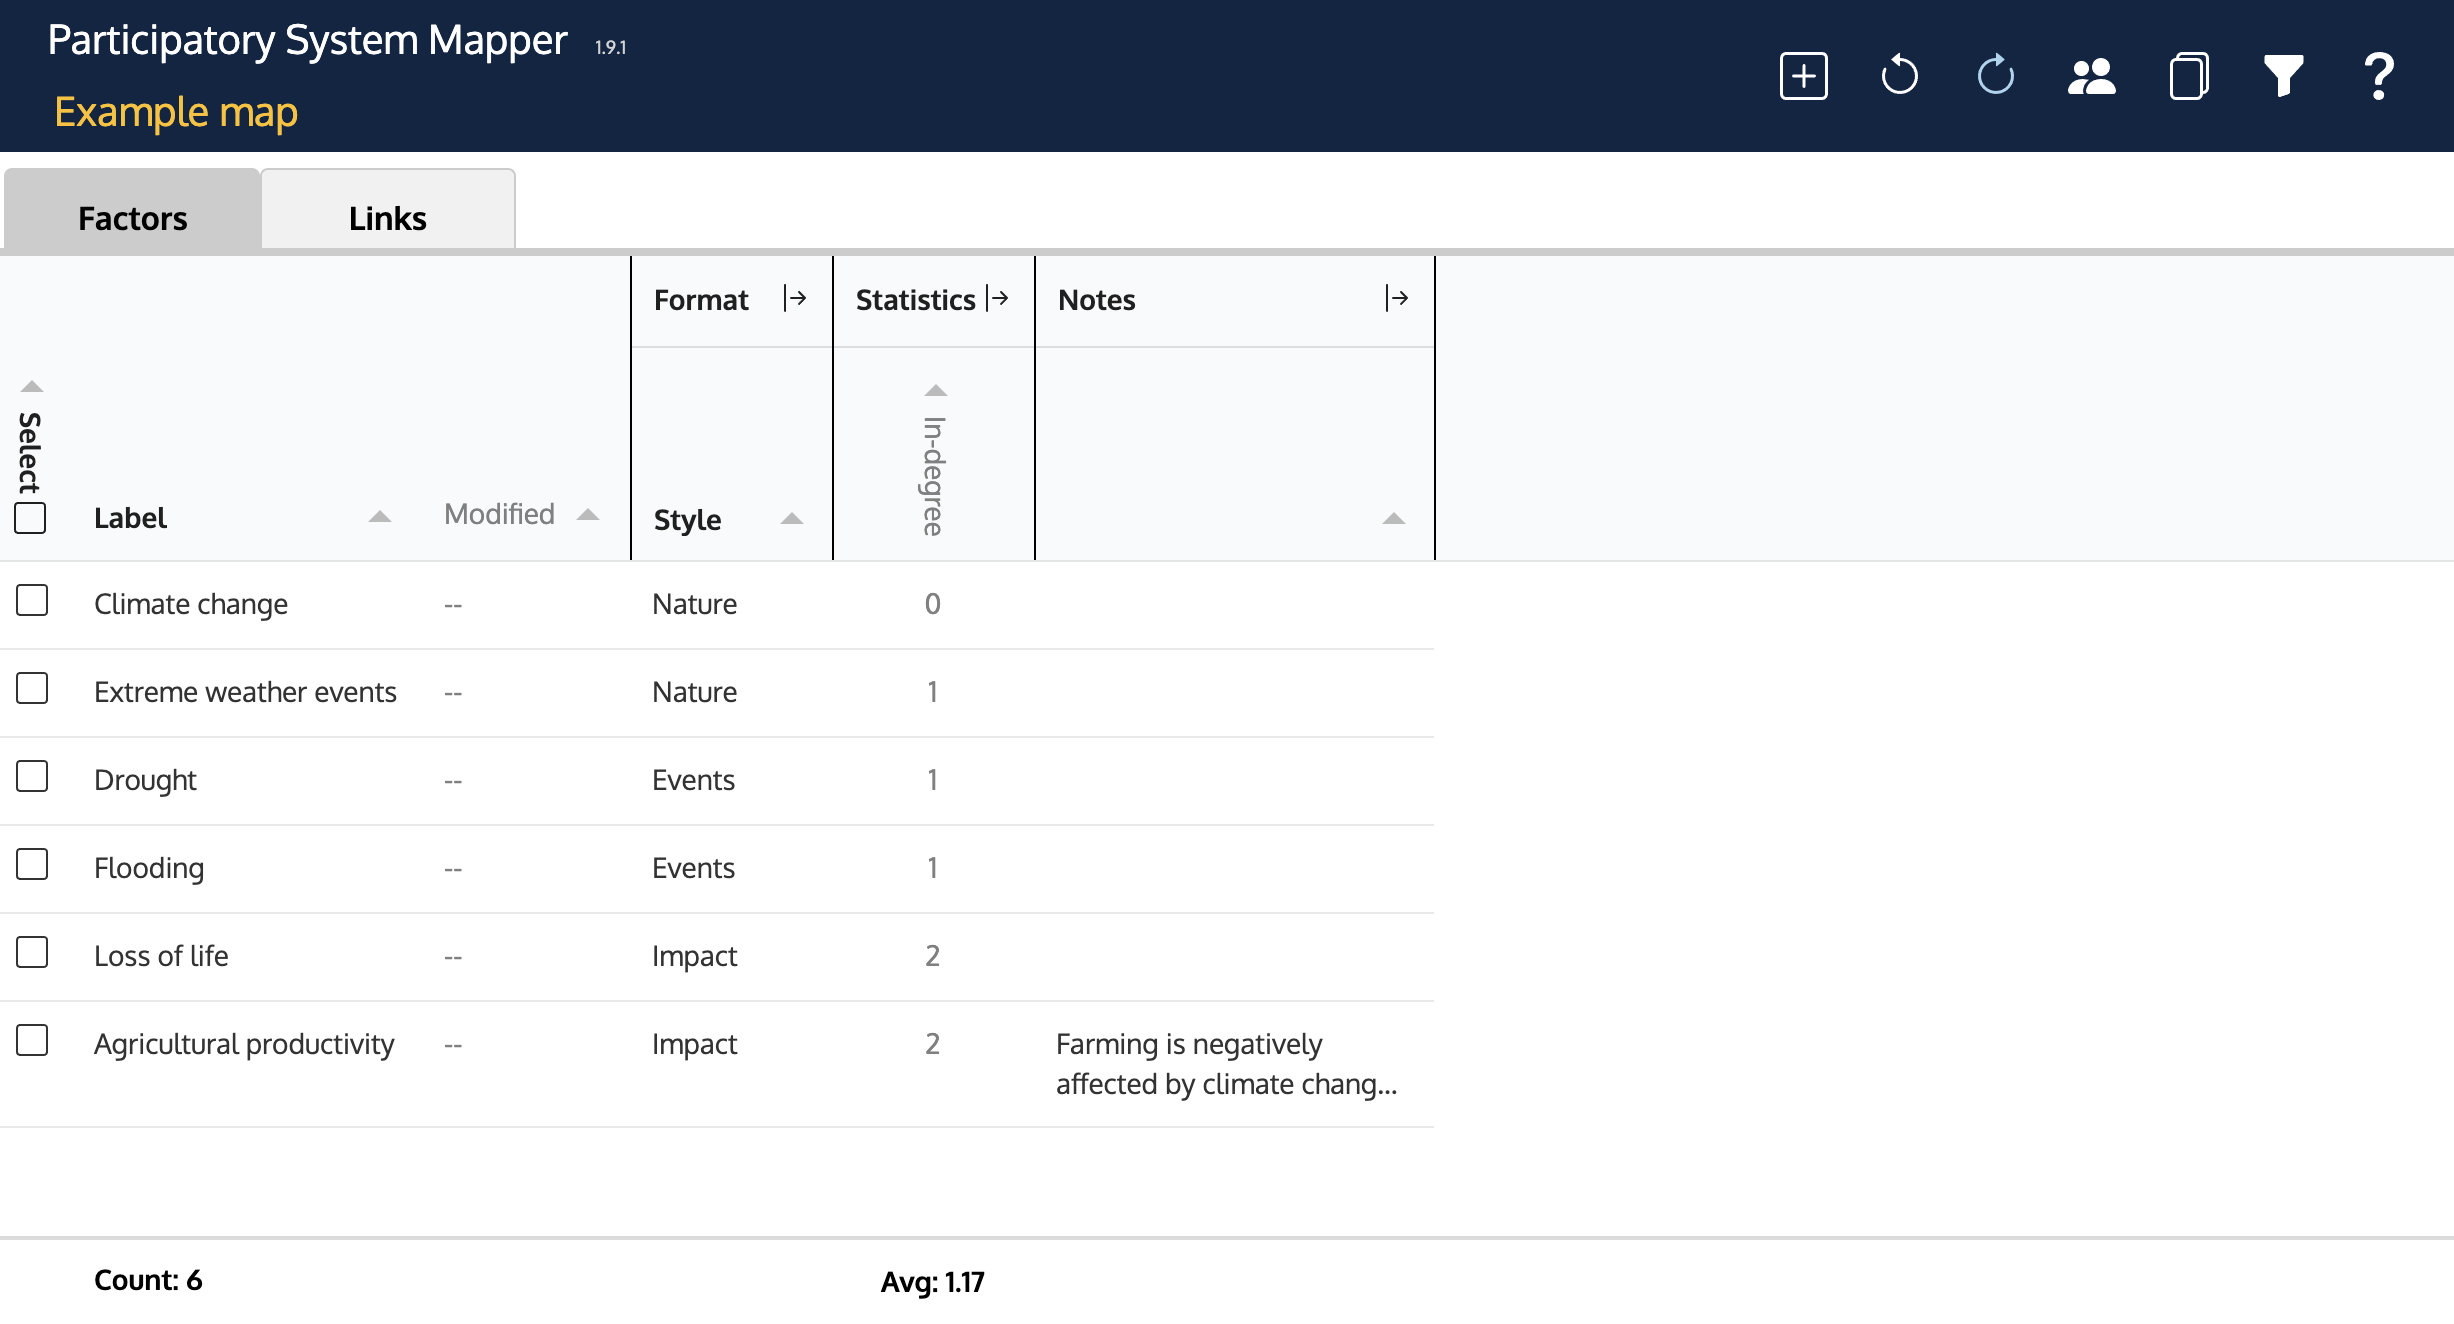 Participatory System Mapper 1.9.1
Example map
?
Factors Links
Format Statistics Notes
Select Label Modified Style In-degree
Climate change -- Nature 0
Extreme weather events -- Nature 1
Drought -- Events 1
Flooding -- Events 1
Loss of life -- Impact 2
Agricultural productivity -- Impact 2 Farming is negatively
affected by climate chang...
Count: 6 Avg: 1.17